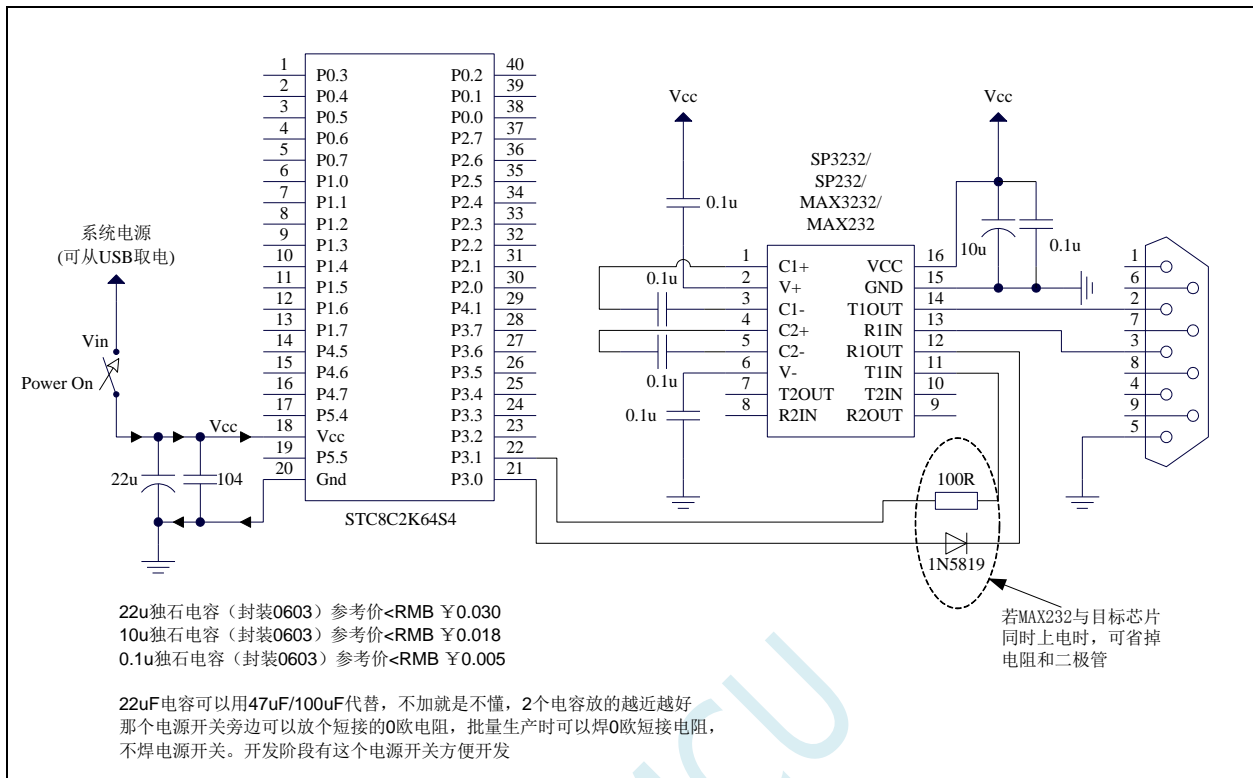 1 P0.3 P0.2 40
2 P0.4 P0.1 39
3 P0.5 P0.0 38
4 P0.6 P2.7 37
5 P0.7 P2.6 36
6 P1.0 P2.5 35
7 P1.1 P2.4 34
8 P1.2 P2.3 33
9 P1.3 P2.2 32
10 P1.4 P2.1 31
11 P1.5 P2.0 30
12 P1.6 P4.1 29
13 P1.7 P3.7 28
14 P4.5 P3.6 27
15 P4.6 P3.5 26
16 P4.7 P3.4 25
17 P5.4 P3.3 24
18 Vcc P3.2 23
19 P5.5 P3.1 22
20 Gnd P3.0 21
STC8C2K64S4
系统电源
(可从USB取电)
Vin
Power On
Vcc
22u
104
Vcc
0.1u
0.1u
0.1u
0.1u
SP3232/
SP232/
MAX3232/
MAX232
1 C1+ VCC 16
2 V+ GND 15
3 C1- T1OUT 14
4 C2+ R1IN 13
5 C2- R1OUT 12
6 V- T1IN 11
7 T2OUT T2IN 10
8 R2IN R2OUT 9
Vcc
10u
0.1u
1
6
2
7
3
8
4
9
5
100R
1N5819
若MAX232与目标芯片
同时上电时，可省掉
电阻和二极管
22u独石电容（封装0603）参考价<RMB ￥0.030
10u独石电容（封装0603）参考价<RMB ￥0.018
0.1u独石电容（封装0603）参考价<RMB ￥0.005
22uF电容可以用47uF/100uF代替，不加就是不懂，2个电容放的越近越好
那个电源开关旁边可以放个短接的0欧电阻，批量生产时可以焊0欧短接电阻，
不焊电源开关。开发阶段有这个电源开关方便开发
MCU